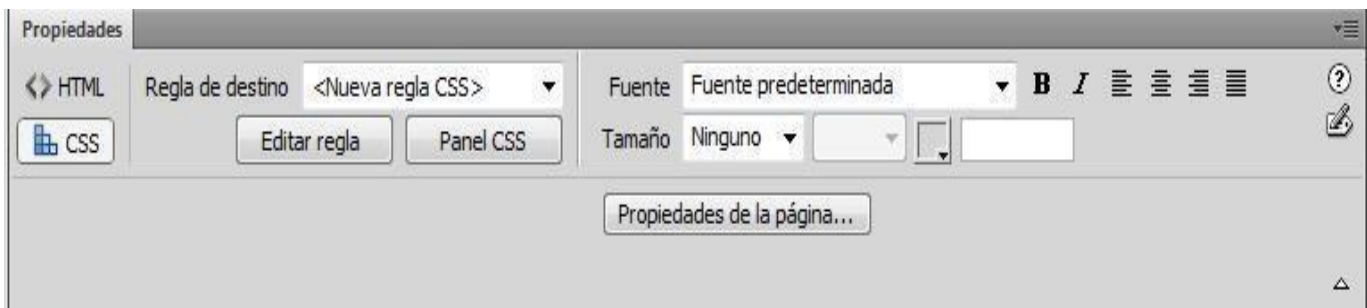 Propiedades
HTML Regla de destino <Nueva regla CSS> Fuente Fuente predeterminada B I
CSS Editar regla Panel CSS Tamaño Ninguno
Propiedades de la página...